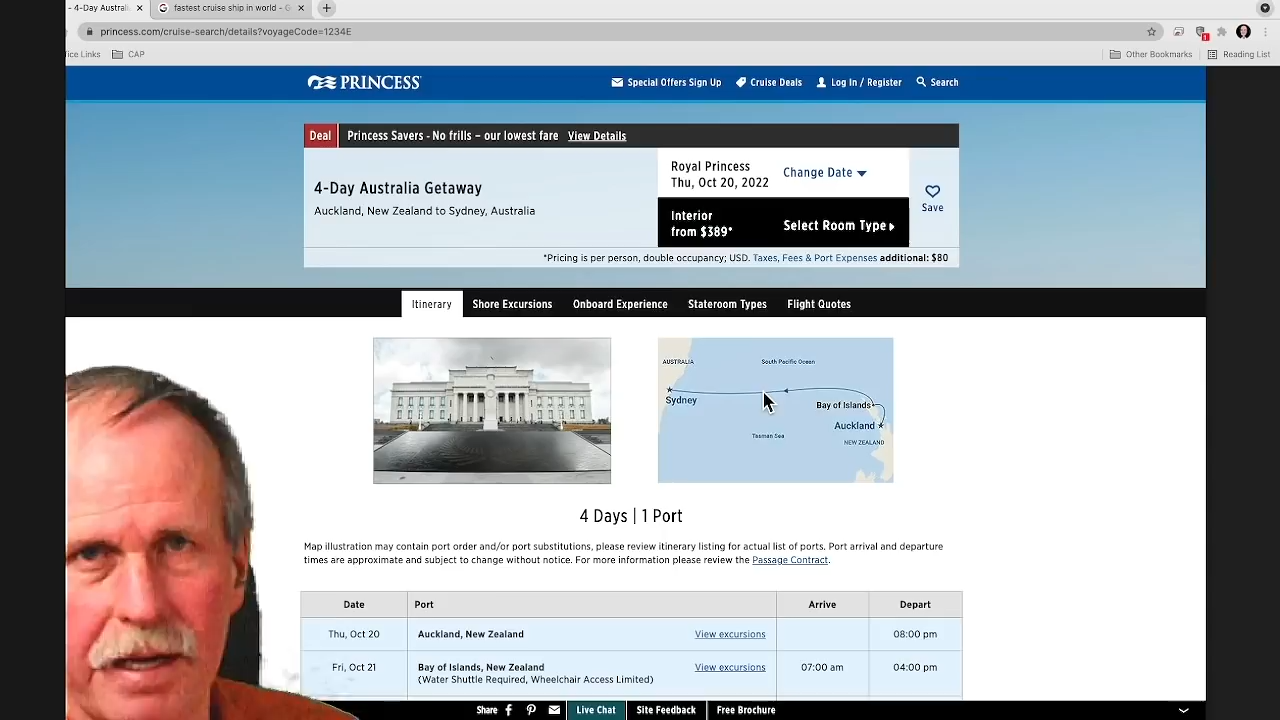 - 4-Day Australi
fastest cruise ship in world - G
princess.com/cruise-search/details?voyageCode=1234E
1
fice Links
CAP
Other Bookmarks
Reading List
PRINCESS
Special Offers Sign Up
Cruise Deals
Log In / Register
Search
Deal
Princess Savers - No frills – our lowest fare View Details
4-Day Australia Getaway
Auckland, New Zealand to Sydney, Australia
Royal Princess
Thu, Oct 20, 2022
Change Date
Interior
from $389*
Select Room Type
Save
*Pricing is per person, double occupancy; USD. Taxes, Fees & Port Expenses additional: $80
Itinerary
Shore Excursions
Onboard Experience
Stateroom Types
Flight Quotes
AUSTRALIA
South Pacific Ocean
Sydney
Bay of Islands
Auckland
Tasman Sea
NEW ZEALAND
4 Days | 1 Port
Map illustration may contain port order and/or port substitutions, please review itinerary listing for actual list of ports. Port arrival and departure
times are approximate and subject to change without notice. For more information please review the Passage Contract.
Date
Port
Arrive
Depart
Thu, Oct 20
Auckland, New Zealand
View excursions
08:00 pm
Fri, Oct 21
Bay of Islands, New Zealand
(Water Shuttle Required, Wheelchair Access Limited)
View excursions
07:00 am
04:00 pm
Share
Live Chat
Site Feedback
Free Brochure